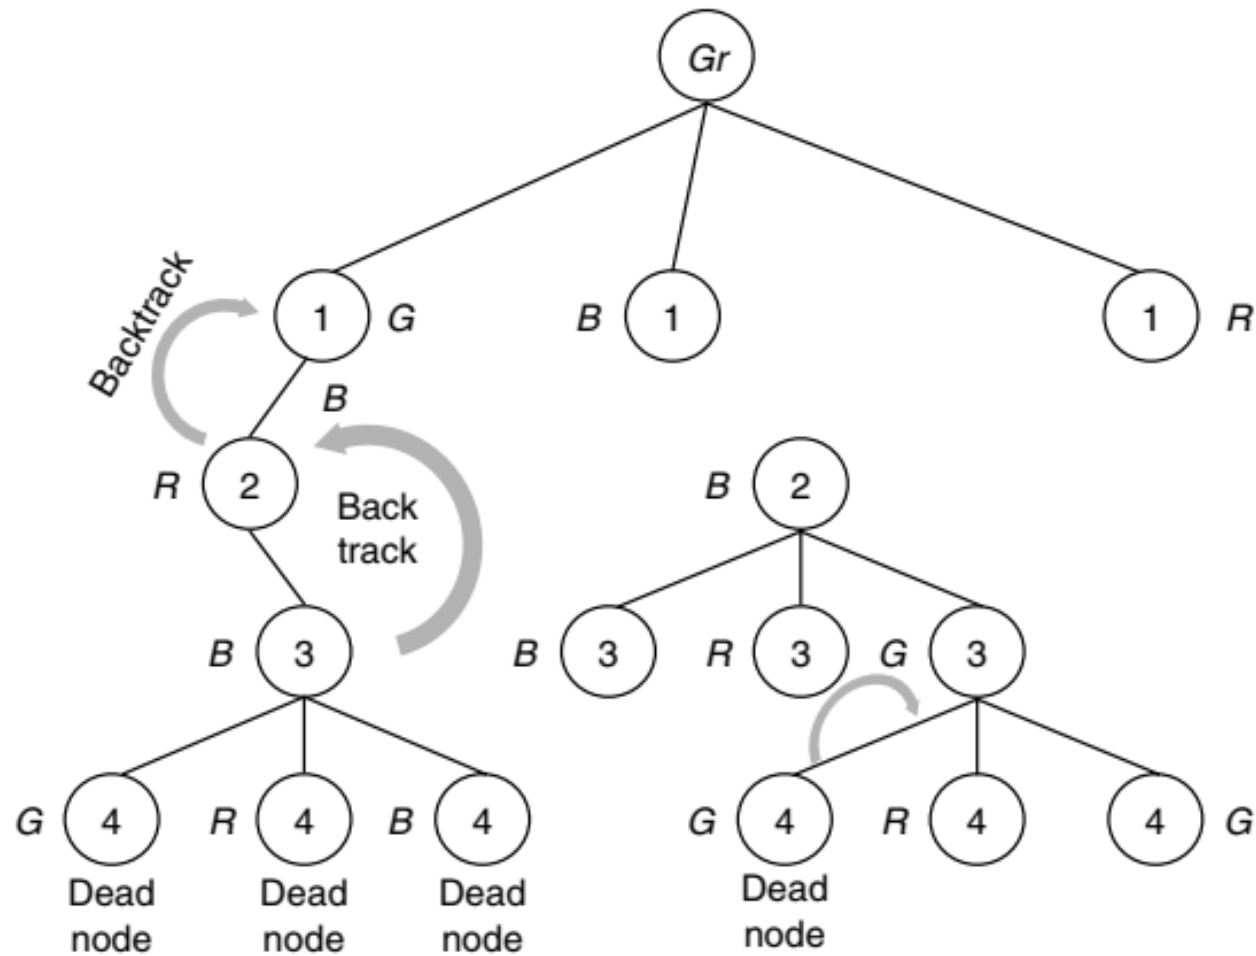 Gr
Backtrack
1 G B 1 1 R
B
R 2 B 2
Back
track
B 3 B 3 R 3 G 3
G 4 R 4 B 4 G 4 R 4 4 G
Dead Dead Dead Dead
node node node node